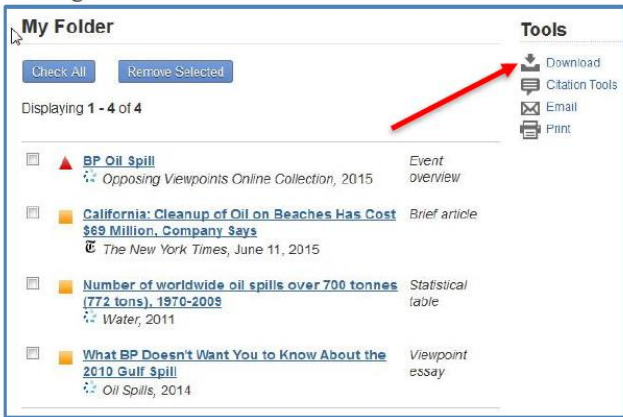 My Folder
Check All
Remove Selected
Displaying 1 - 4 of 4
BP Oil Spill
Opposing Viewpoints Online Collection, 2015
Event
overview
California: Cleanup of Oil on Beaches Has Cost
$69 Million, Company Says
The New York Times, June 11, 2015
Brief article
Number of worldwide oil spills over 700 tonnes
(772 tons), 1970-2009
Water, 2011
Statistical
table
What BP Doesn't Want You to Know About the
2010 Gulf Spill
Oil Spills, 2014
Viewpoint
essay
Tools
Download
Citation Tools
Email
Print